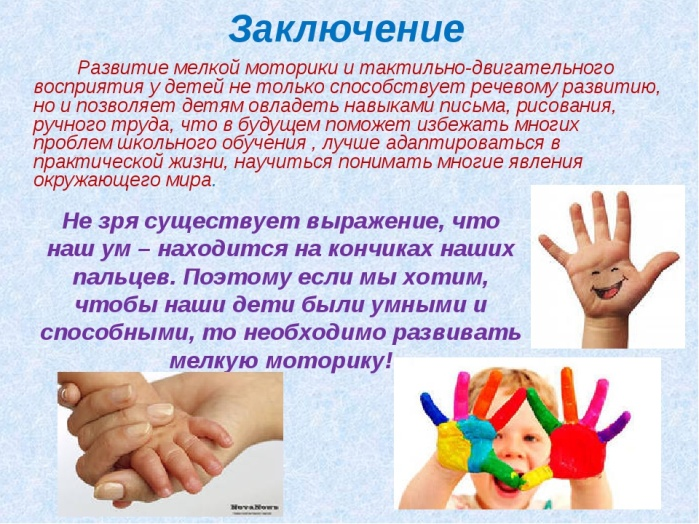 Заключение
Развитие мелкой моторики и тактильно-двигательного
восприятия у детей не только способствует речевому развитию,
но и позволяет детям овладеть навыками письма, рисования,
ручного труда, что в будущем поможет избежать многих
проблем школьного обучения , лучше адаптироваться в
практической жизни, научиться понимать многие явления
окружающего мира.
Не зря существует выражение, что
наш ум – находится на кончиках наших
пальцев. Поэтому если мы хотим,
чтобы наши дети были умными и
способными, то необходимо развивать
мелкую моторику!
NovaNews